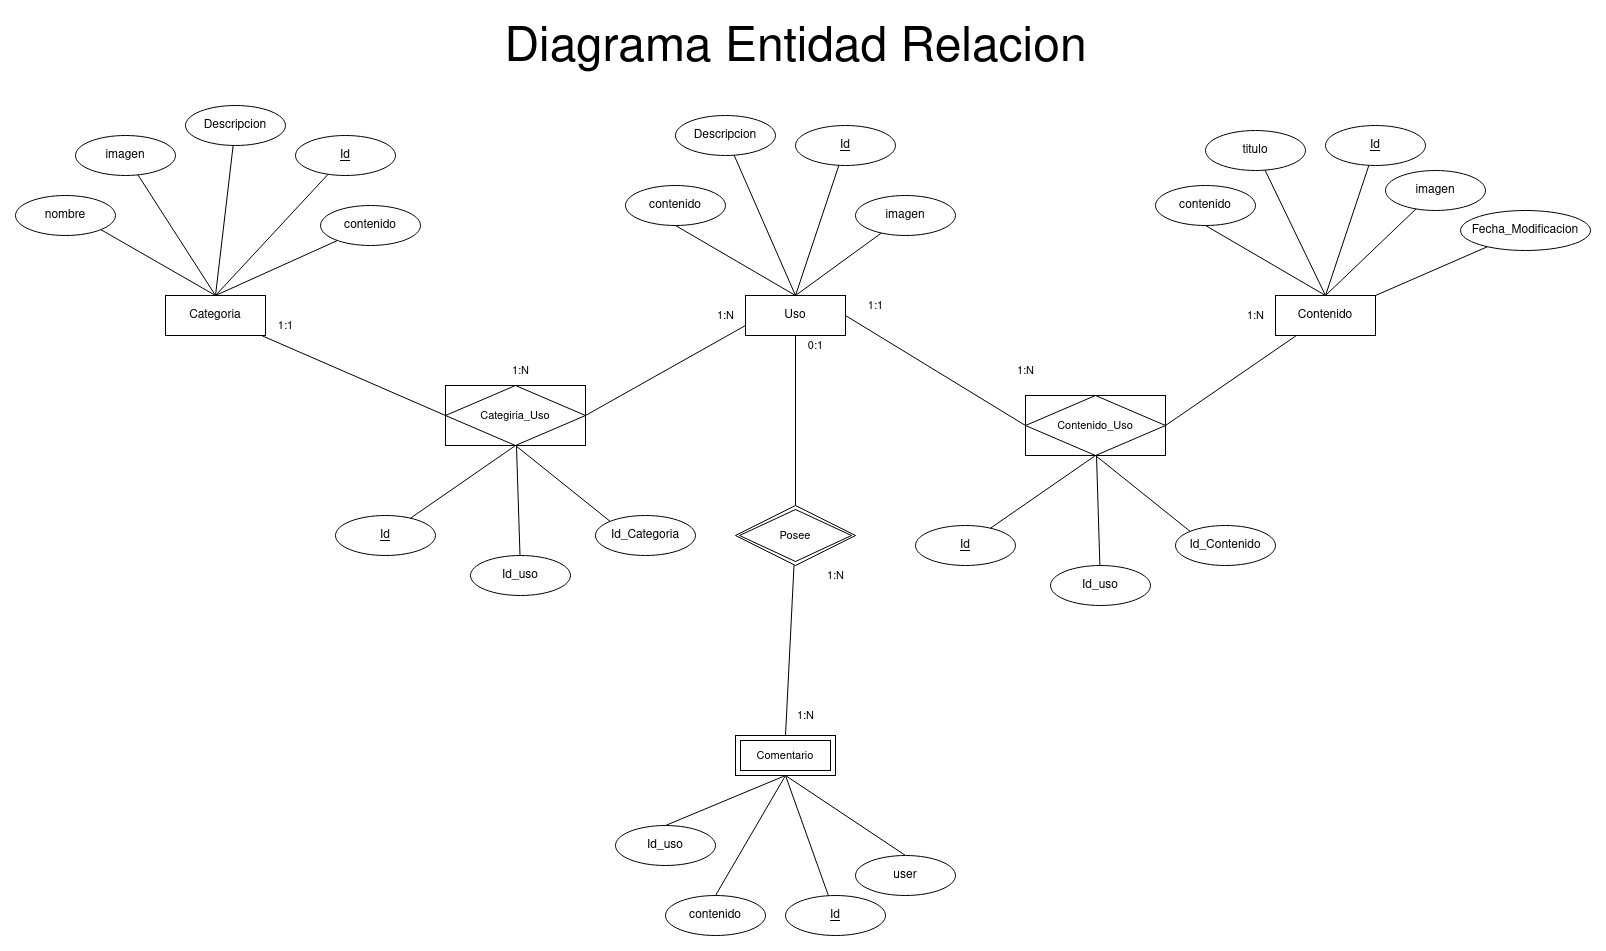 Diagrama Entidad Relacion
Descripcion
imagen
Id
nombre
contenido
Categoria
1:1
Descripcion
Id
contenido
imagen
1:N
Uso
1:1
0:1
titulo
Id
contenido
imagen
Fecha_Modificacion
1:N
Contenido
1:N
Categiria_Uso
1:N
Contenido_Uso
Id
Id_uso
Id_Categoria
Posee
1:N
Id
Id_uso
Id_Contenido
1:N
Comentario
Id_uso
contenido
Id
user